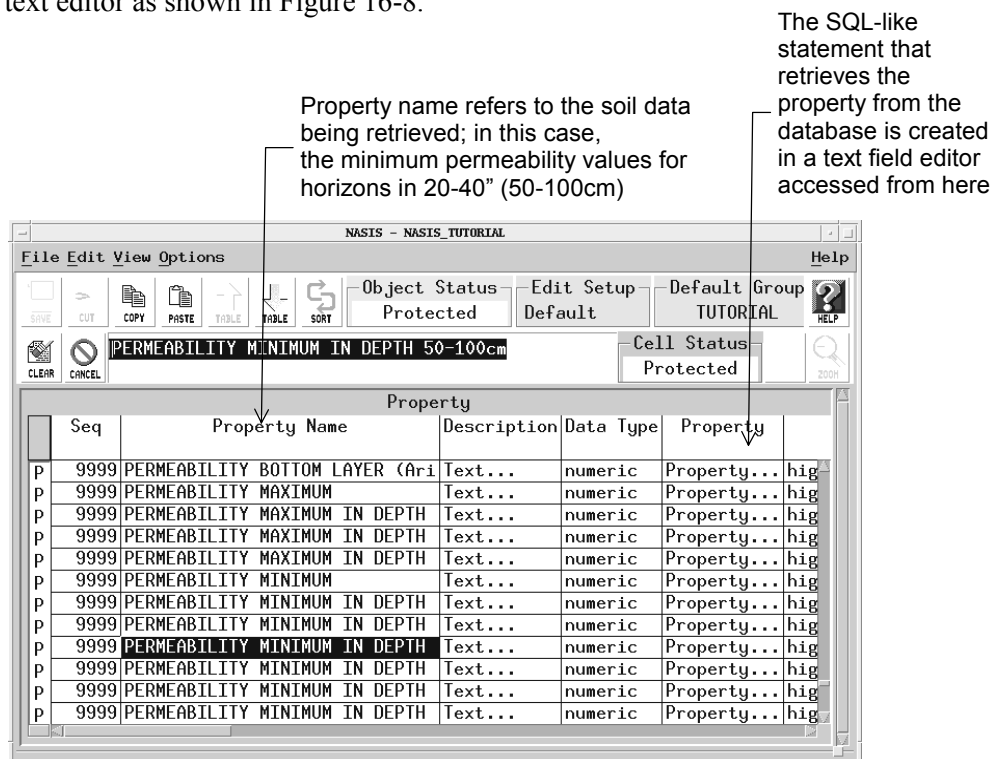 text editor as shown in Figure 16-8.
The SQL-like
statement that
retrieves the
property from the
database is created
in a text field editor
accessed from here
Property name refers to the soil data
being retrieved; in this case,
the minimum permeability values for
horizons in 20-40” (50-100cm)
NASIS - NASIS_TUTORIAL
File Edit View Options Help
SAVE CUT COPY PASTE TABLE TABLE SORT Object Status Protected Edit Setup Default Default Group TUTORIAL HELP
CLEAR CANCEL PERMEABILITY MINIMUM IN DEPTH 50-100cm Cell Status Protected ZOOM
Property
Seq Property Name Description Data Type Property
P 9999 PERMEABILITY BOTTOM LAYER (Ari Text... numeric Property... hig
P 9999 PERMEABILITY MAXIMUM Text... numeric Property... hig
P 9999 PERMEABILITY MAXIMUM IN DEPTH Text... numeric Property... hig
P 9999 PERMEABILITY MAXIMUM IN DEPTH Text... numeric Property... hig
P 9999 PERMEABILITY MAXIMUM IN DEPTH Text... numeric Property... hig
P 9999 PERMEABILITY MINIMUM Text... numeric Property... hig
P 9999 PERMEABILITY MINIMUM IN DEPTH Text... numeric Property... hig
P 9999 PERMEABILITY MINIMUM IN DEPTH Text... numeric Property... hig
P 9999 PERMEABILITY MINIMUM IN DEPTH Text... numeric Property... hig
P 9999 PERMEABILITY MINIMUM IN DEPTH Text... numeric Property... hig
P 9999 PERMEABILITY MINIMUM IN DEPTH Text... numeric Property... hig
P 9999 PERMEABILITY MINIMUM IN DEPTH Text... numeric Property... hig